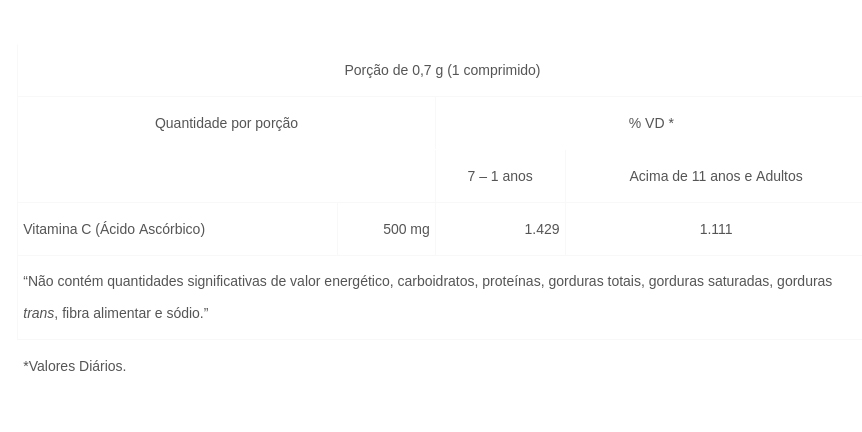 Porção de 0,7 g (1 comprimido)
Quantidade por porção
% VD *
7 – 1 anos
Acima de 11 anos e Adultos
Vitamina C (Ácido Ascórbico)
500 mg
1.429
1.111
“Não contém quantidades significativas de valor energético, carboidratos, proteínas, gorduras totais, gorduras saturadas, gorduras
trans, fibra alimentar e sódio.”
*Valores Diários.